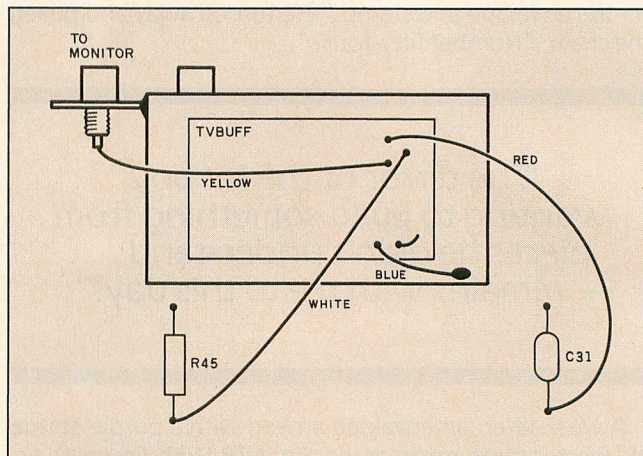 TO
MONITOR
TVBUFF
RED
YELLOW
BLUE
WHITE
R45
C31